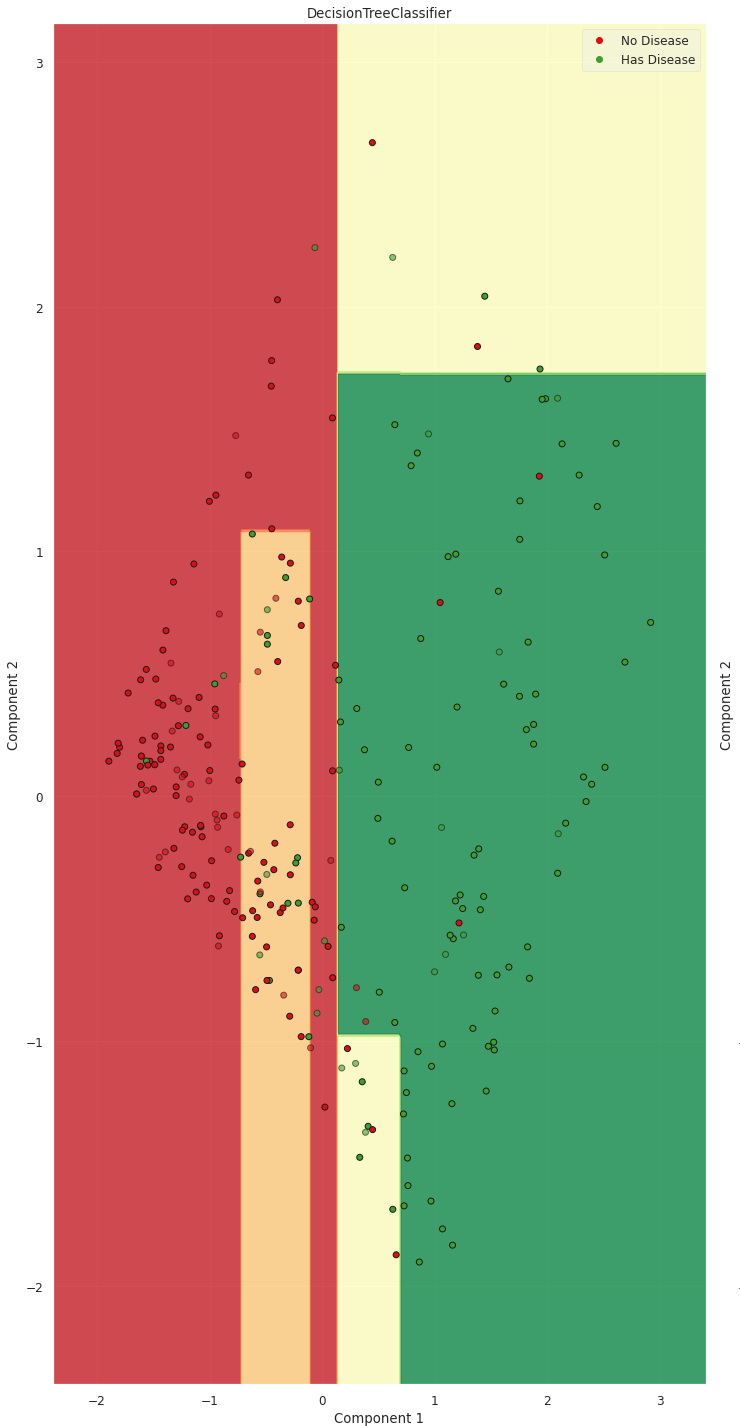 DecisionTreeClassifier
No Disease
Has Disease
3
2
1
0
−1
−2
Component 2
Component 2
−2
−1
0
1
2
3
Component 1